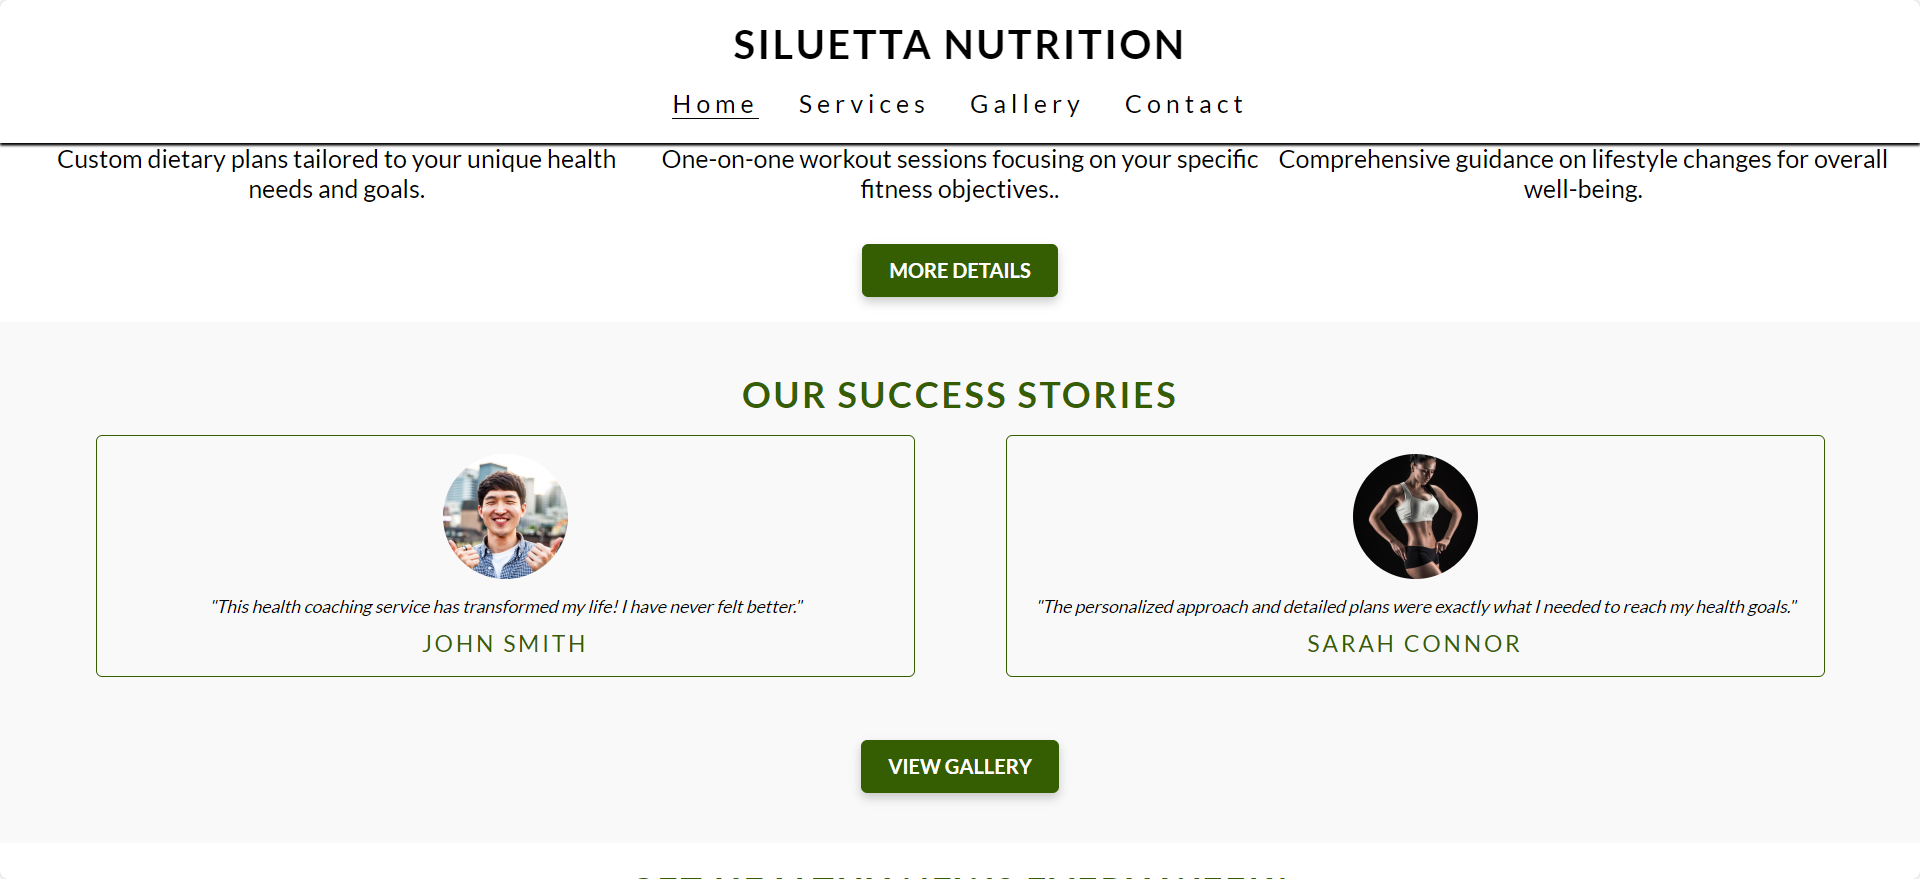 SILUETTA NUTRITION
Home Services Gallery Contact
Custom dietary plans tailored to your unique health
needs and goals.
One-on-one workout sessions focusing on your specific
fitness objectives..
Comprehensive guidance on lifestyle changes for overall
well-being.
MORE DETAILS
OUR SUCCESS STORIES
"This health coaching service has transformed my life! I have never felt better."
JOHN SMITH
"The personalized approach and detailed plans were exactly what I needed to reach my health goals."
SARAH CONNOR
VIEW GALLERY